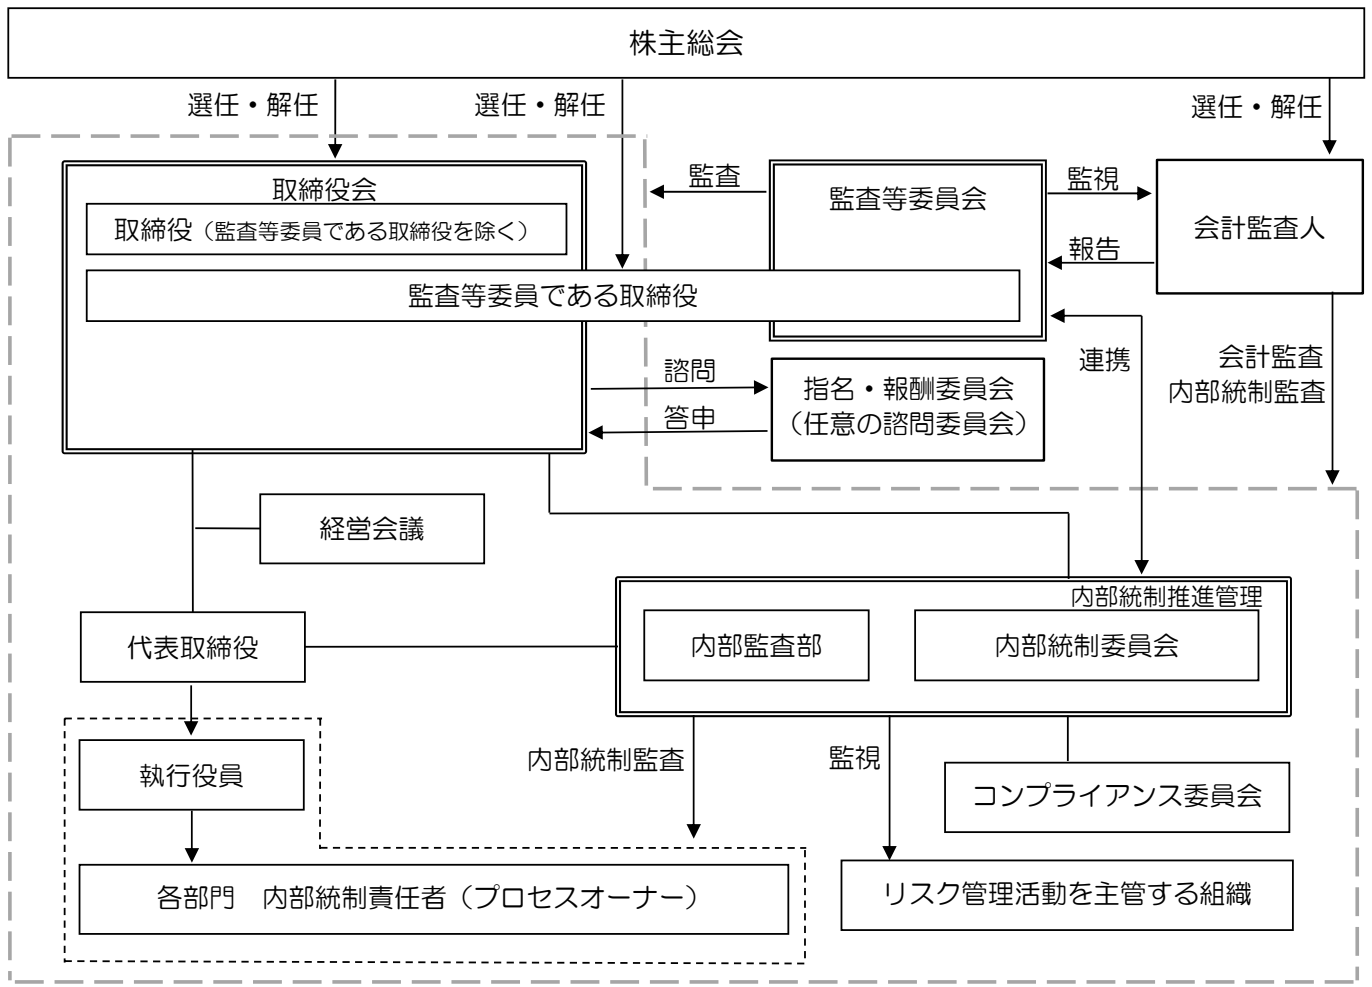 株主総会
選任・解任
選任・解任
選任・解任
取締役会
取締役（監査等委員である取締役を除く）
監査等委員である取締役
監査
監査等委員会
監視
報告
会計監査人
諮問
答申
指名・報酬委員会
（任意の諮問委員会）
連携
会計監査
内部統制監査
経営会議
代表取締役
内部統制推進管理
内部監査部
内部統制委員会
執行役員
内部統制監査
監視
コンプライアンス委員会
各部門　内部統制責任者（プロセスオーナー）
リスク管理活動を主管する組織